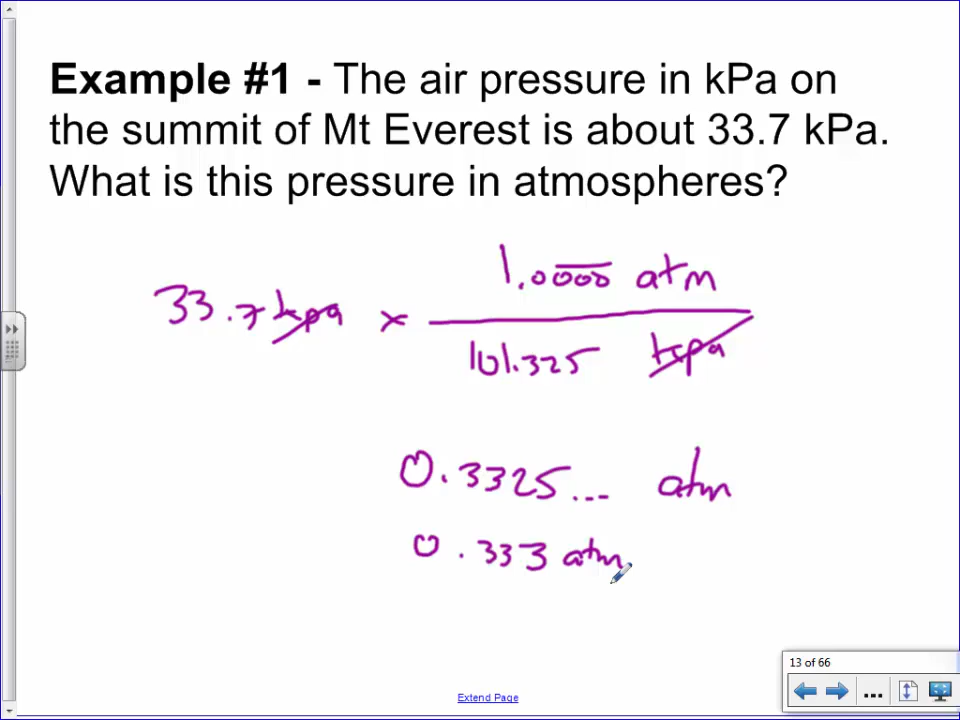 Example #1 - The air pressure in kPa on
the summit of Mt Everest is about 33.7 kPa.
What is this pressure in atmospheres?
1.0000 atm
33.7 kpa ×
101.325 kpa
0.3325... atm
0.333 atm
13 of 66
...
Extend Page